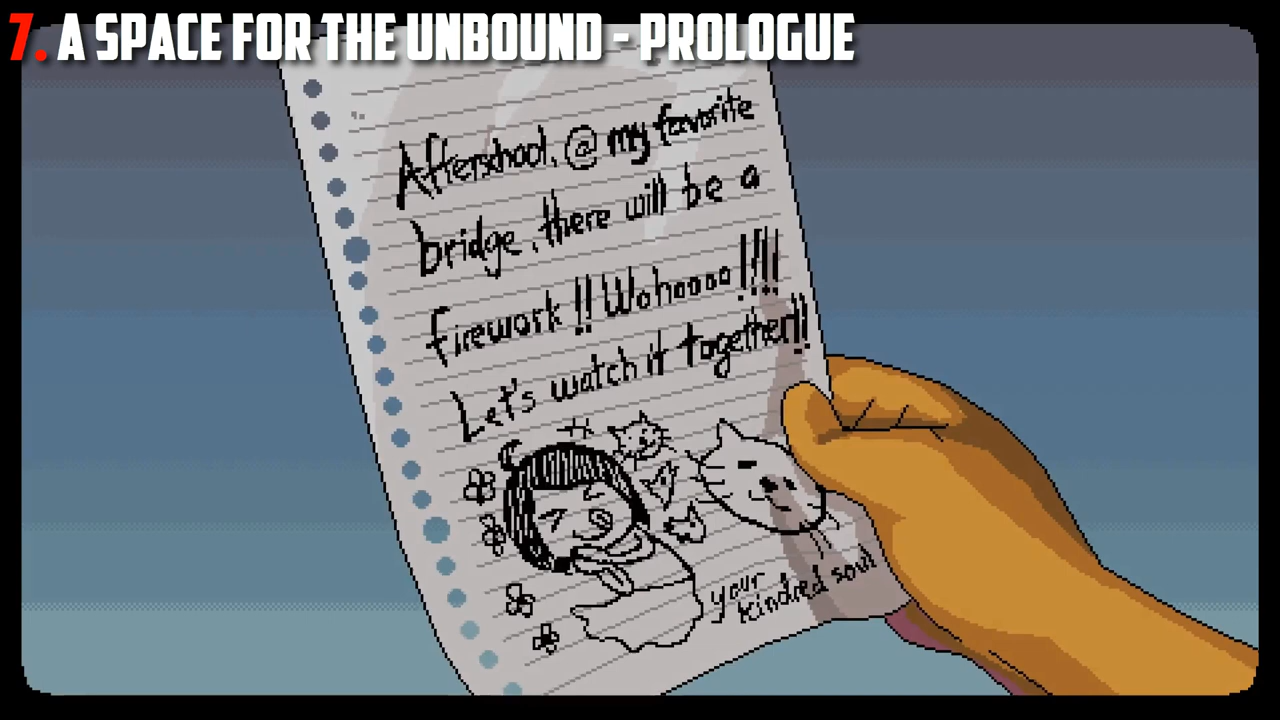 7. A SPACE FOR THE UNBOUND - PROLOGUE
Afterschool, @ my favorite
bridge, there will be a
firework !! Wohoooo!!!!!
Let's watch it together!!!
your
kindred soul